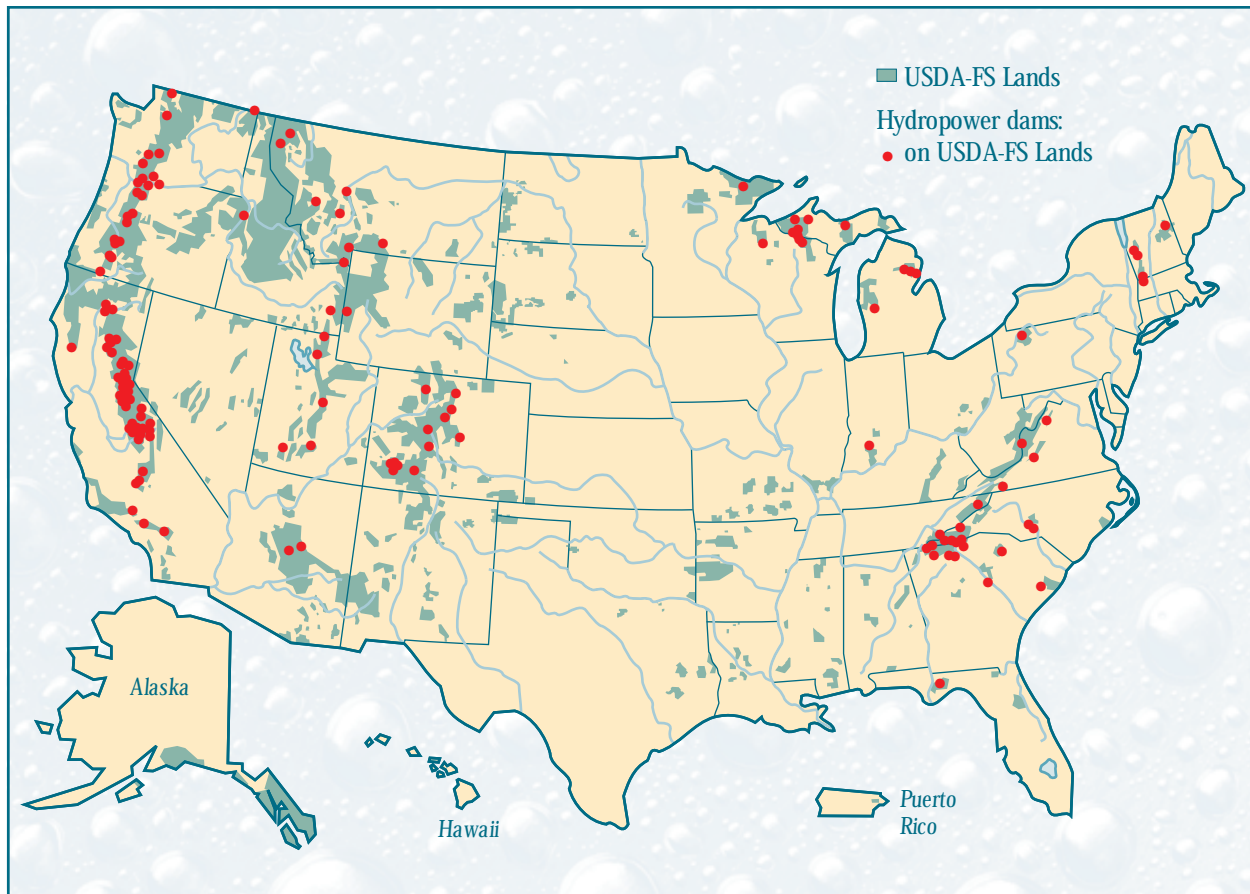 USDA-FS Lands
Hydropower dams:
on USDA-FS Lands
Alaska
Hawaii
Puerto
Rico